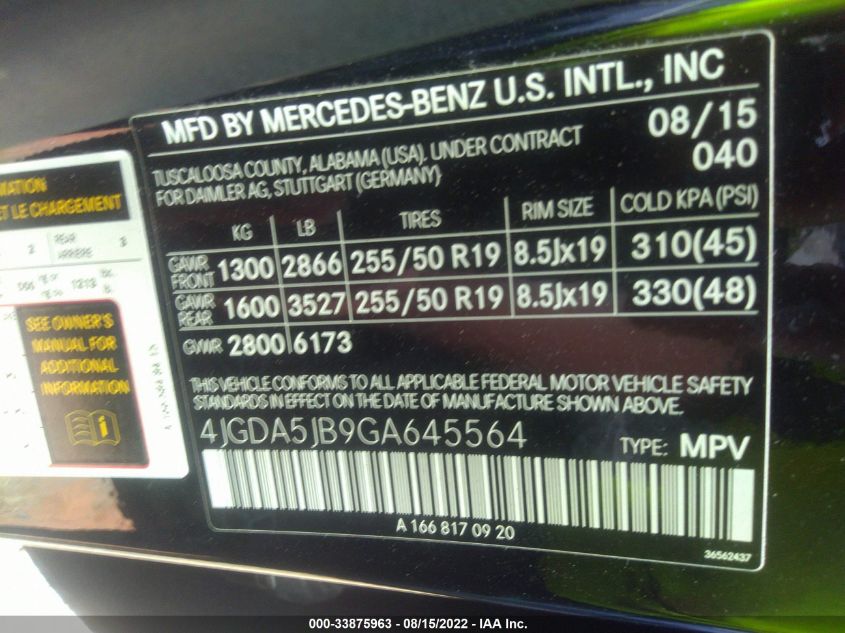 MFD BY MERCEDES-BENZ U.S. INTL., INC
TUSCALOOSA COUNTY, ALABAMA (USA). UNDER CONTRACT 08/15
FOR DAIMLER AG, STUTTGART (GERMANY) 040
KG LB TIRES RIM SIZE COLD KPA (PSI)
GAWR FRONT 1300 2866 255/50 R19 8.5Jx19 310(45)
GAWR REAR 1600 3527 255/50 R19 8.5Jx19 330(48)
GVWR 2800 6173
THIS VEHICLE CONFORMS TO ALL APPLICABLE FEDERAL MOTOR VEHICLE SAFETY
STANDARDS IN EFFECT ON THE DATE OF MANUFACTURE SHOWN ABOVE.
4JGDA5JB9GA645564 TYPE: MPV
A 166 817 09 20
36562437
ET LE CHARGEMENT
2 REAR 3
ARRIERE
SEE OWNER'S
MANUAL FOR
ADDITIONAL
INFORMATION
000-33875963 - 08/15/2022 - IAA Inc.